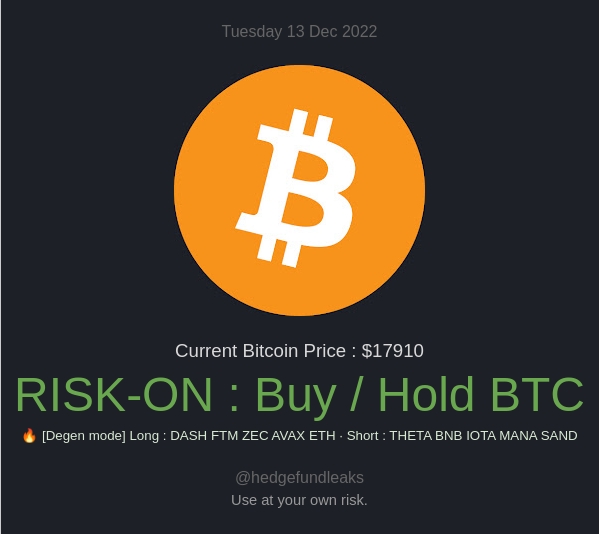 Tuesday 13 Dec 2022
Current Bitcoin Price : $17910
RISK-ON : Buy / Hold BTC
🔥 [Degen mode] Long : DASH FTM ZEC AVAX ETH · Short : THETA BNB IOTA MANA SAND
@hedgefundleaks
Use at your own risk.